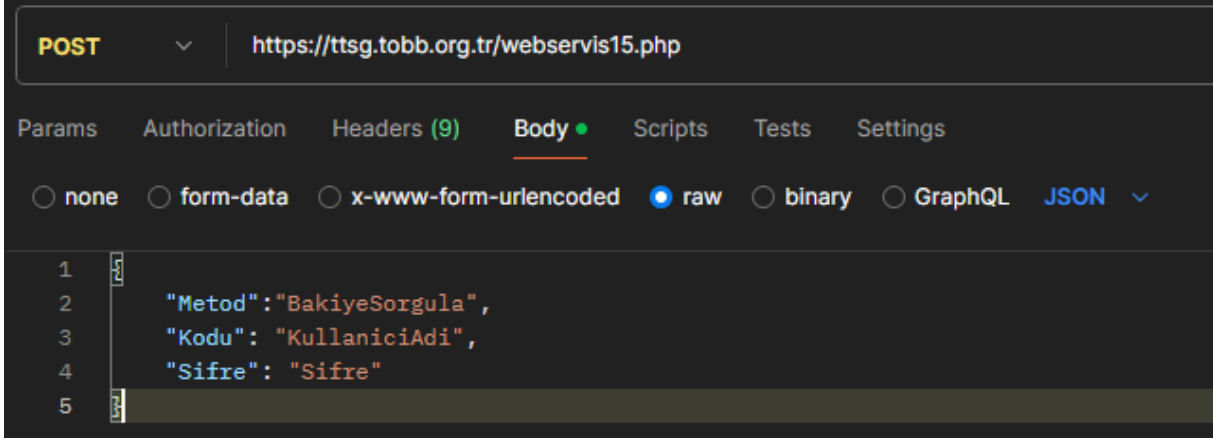 POST https://ttsg.tobb.org.tr/webservis15.php
Params Authorization Headers (9) Body Scripts Tests Settings
none form-data x-www-form-urlencoded raw binary GraphQL JSON
1 {
2 "Metod":"BakiyeSorgula",
3 "Kodu": "KullaniciAdi",
4 "Sifre": "Sifre"
5 }